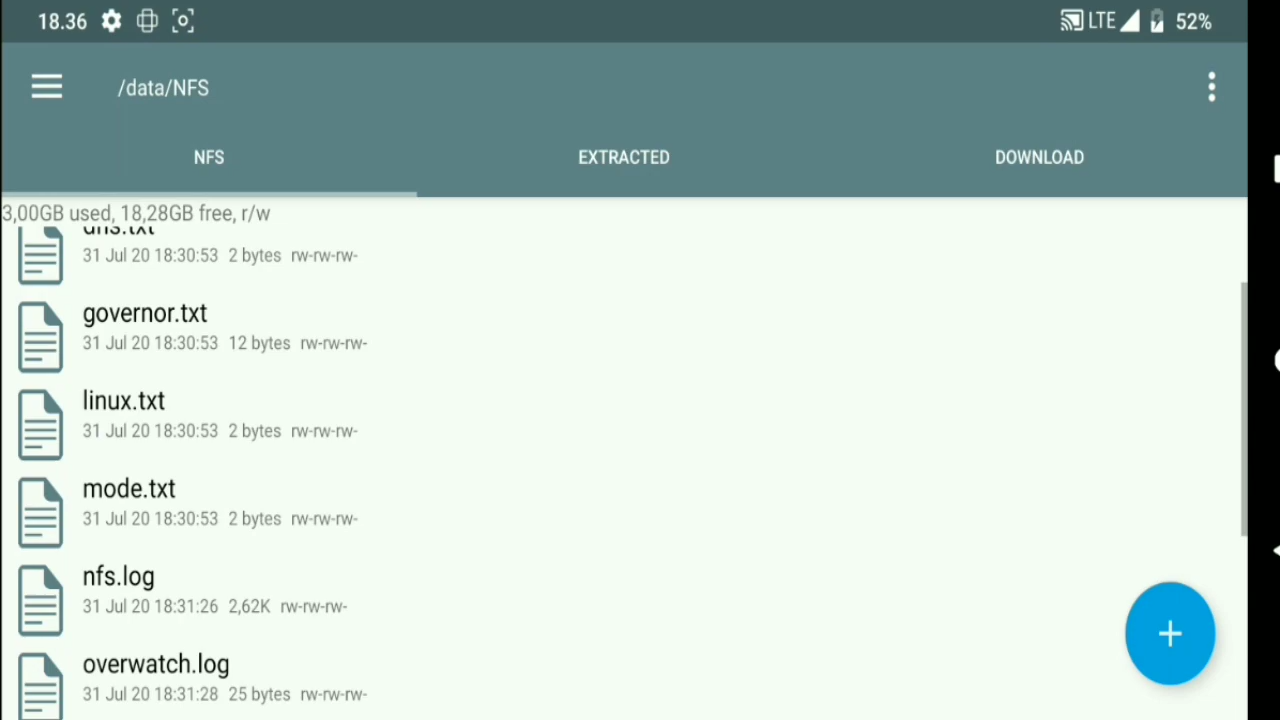 18.36 LTE 52%
/data/NFS
NFS EXTRACTED DOWNLOAD
3,00GB used, 18,28GB free, r/w
dns.txt
31 Jul 20 18:30:53 2 bytes rw-rw-rw-
governor.txt
31 Jul 20 18:30:53 12 bytes rw-rw-rw-
linux.txt
31 Jul 20 18:30:53 2 bytes rw-rw-rw-
mode.txt
31 Jul 20 18:30:53 2 bytes rw-rw-rw-
nfs.log
31 Jul 20 18:31:26 2,62K rw-rw-rw-
overwatch.log
31 Jul 20 18:31:28 25 bytes rw-rw-rw-